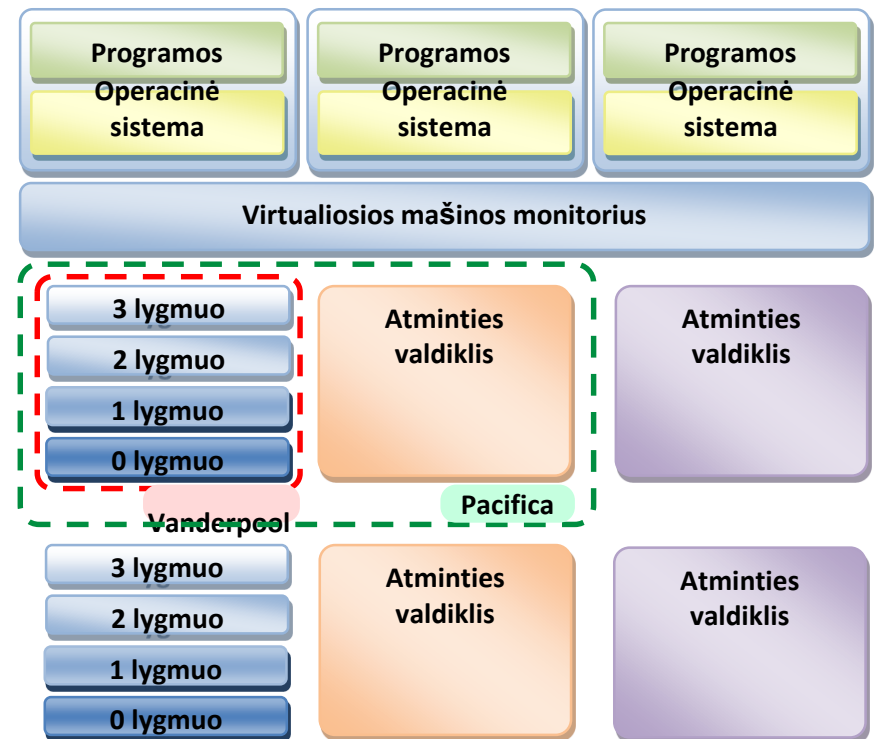 Programos
Operacinė
sistema
Programos
Operacinė
sistema
Programos
Operacinė
sistema
Virtualiosios mašinos monitorius
3 lygmuo
2 lygmuo
1 lygmuo
0 lygmuo
Atminties
valdiklis
Atminties
valdiklis
Vanderpool
Pacifica
3 lygmuo
2 lygmuo
1 lygmuo
0 lygmuo
Atminties
valdiklis
Atminties
valdiklis